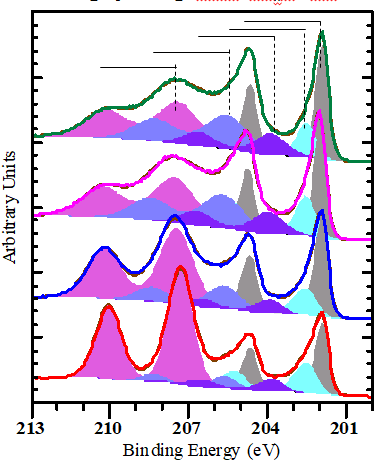 Arbitrary Units
213 210 207 204 201
Binding Energy (eV)